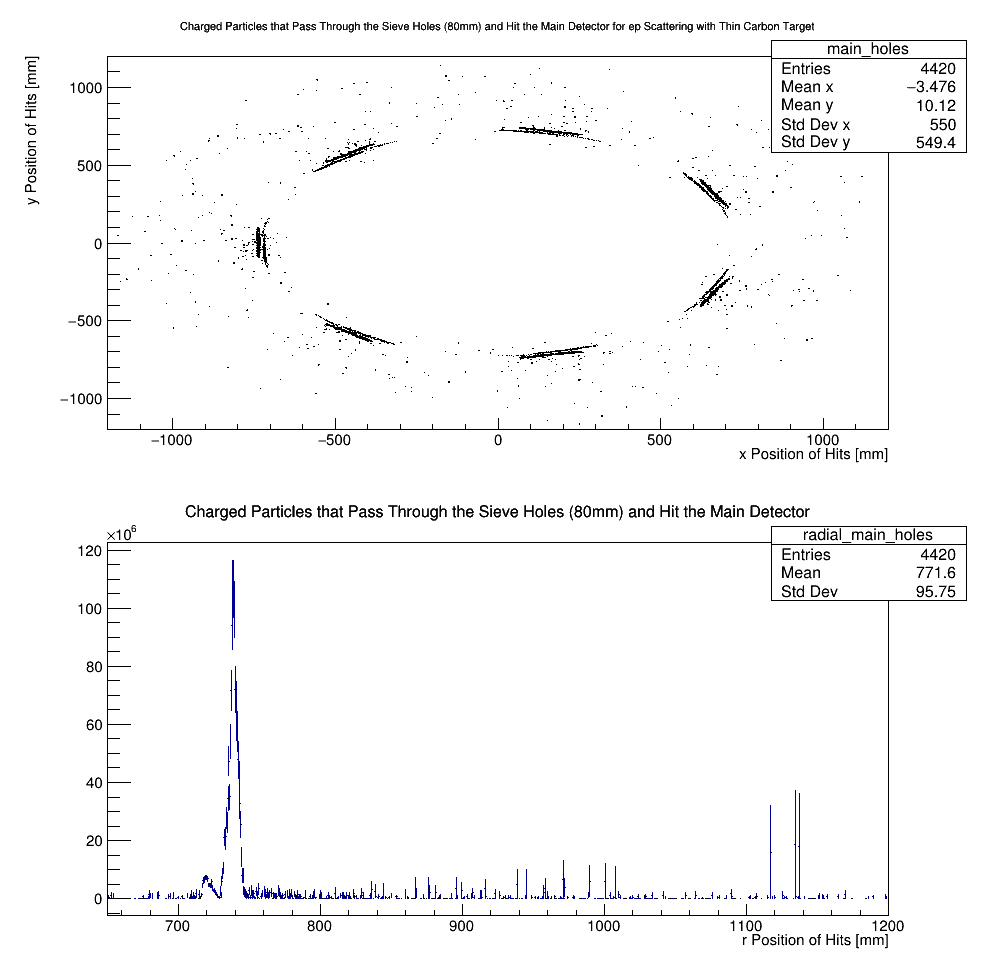 Charged Particles that Pass Through the Sieve Holes (80mm) and Hit the Main Detector for ep Scattering with Thin Carbon Target
main_holes
Entries 4420
Mean x −3.476
Mean y 10.12
Std Dev x 550
Std Dev y 549.4
y Position of Hits [mm]
1000
500
0
−500
−1000
−1000 −500 0 500 1000
x Position of Hits [mm]
Charged Particles that Pass Through the Sieve Holes (80mm) and Hit the Main Detector
×10⁶
radial_main_holes
Entries 4420
Mean 771.6
Std Dev 95.75
120
100
80
60
40
20
0
700 800 900 1000 1100 1200
r Position of Hits [mm]